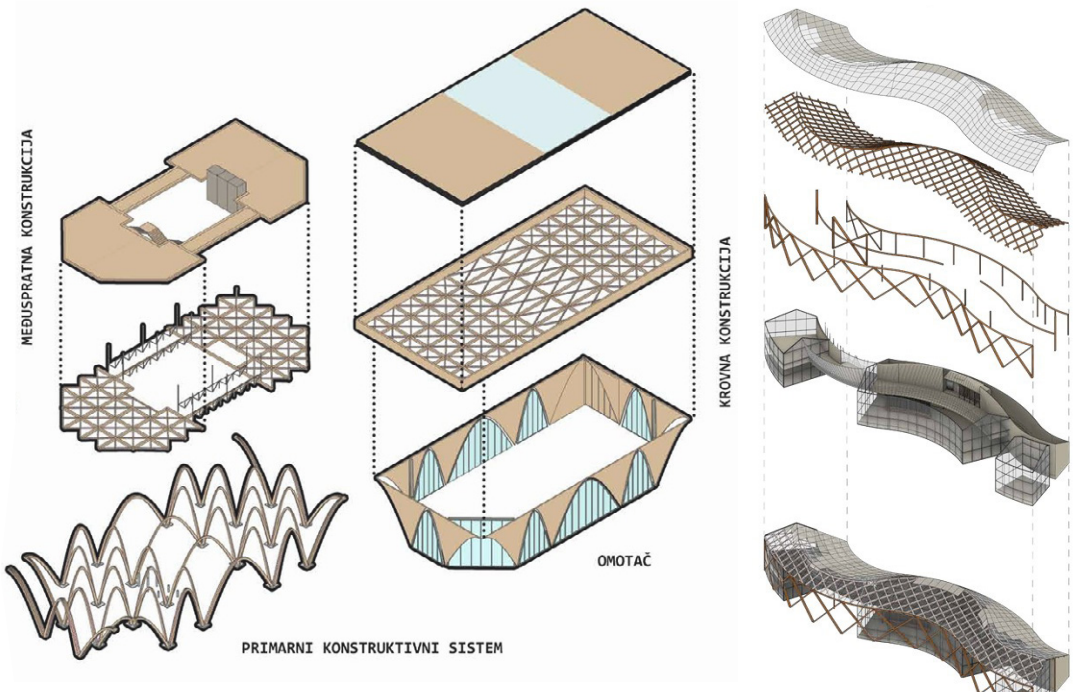 MEĐUSPRATNA KONSTRUKCIJA
KROVNA KONSTRUKCIJA
OMOTAČ
PRIMARNI KONSTRUKTIVNI SISTEM